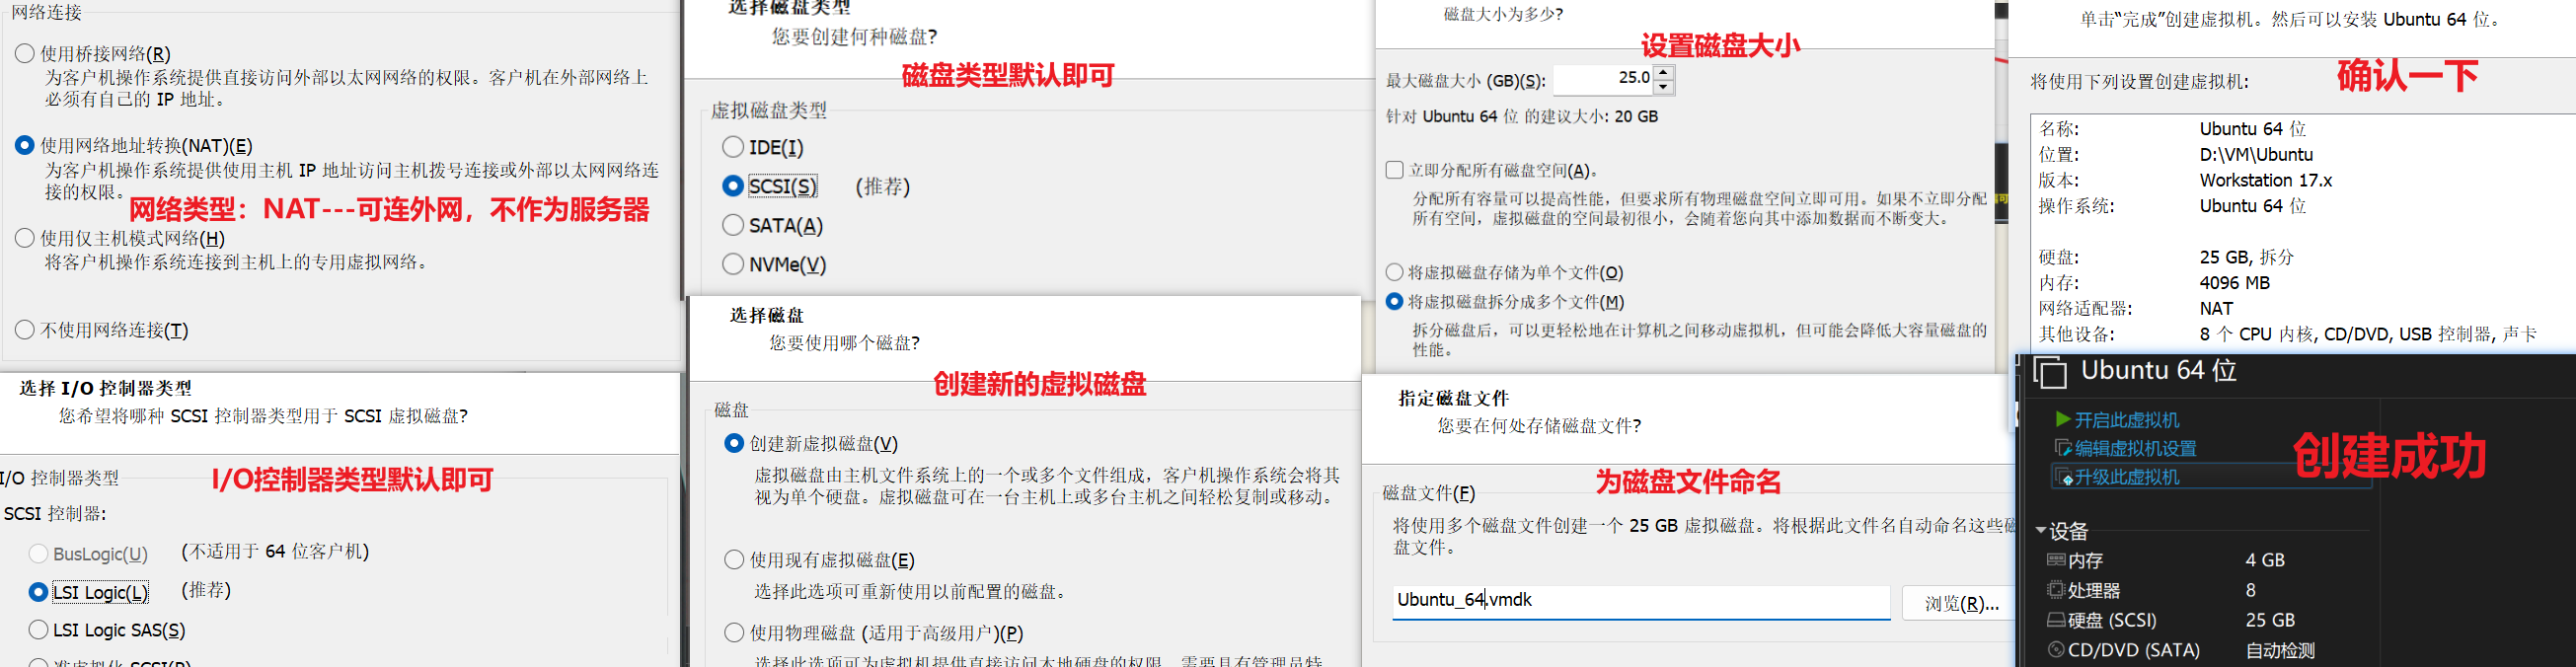 网络连接
使用桥接网络(R)
为客户机操作系统提供直接访问外部以太网网络的权限。客户机在外部网络上
必须有自己的 IP 地址。
使用网络地址转换(NAT)(E)
为客户机操作系统提供使用主机 IP 地址访问主机拨号连接或外部以太网网络连
接的权限。
网络类型：NAT---可连外网，不作为服务器
使用仅主机模式网络(H)
将客户机操作系统连接到主机上的专用虚拟网络。
不使用网络连接(T)
选择 I/O 控制器类型
您希望将哪种 SCSI 控制器类型用于 SCSI 虚拟磁盘?
I/O控制器类型默认即可
I/O 控制器类型
SCSI 控制器:
BusLogic(U) (不适用于 64 位客户机)
LSI Logic(L) (推荐)
LSI Logic SAS(S)
准虚拟化 SCSI(P)
选择磁盘类型
您要创建何种磁盘?
磁盘类型默认即可
虚拟磁盘类型
IDE(I)
SCSI(S) (推荐)
SATA(A)
NVMe(V)
选择磁盘
您要使用哪个磁盘?
创建新的虚拟磁盘
磁盘
创建新虚拟磁盘(V)
虚拟磁盘由主机文件系统上的一个或多个文件组成，客户机操作系统会将其
视为单个硬盘。虚拟磁盘可在一台主机上或多台主机之间轻松复制或移动。
使用现有虚拟磁盘(E)
选择此选项可重新使用以前配置的磁盘。
使用物理磁盘 (适用于高级用户)(P)
选择此选项可为虚拟机提供直接访问本地硬盘的权限。需要具有管理员特
磁盘大小为多少?
设置磁盘大小
最大磁盘大小 (GB)(S): 25.0
针对 Ubuntu 64 位 的建议大小: 20 GB
立即分配所有磁盘空间(A)。
分配所有容量可以提高性能，但要求所有物理磁盘空间立即可用。如果不立即分配
所有空间，虚拟磁盘的空间最初很小，会随着您向其中添加数据而不断变大。
将虚拟磁盘存储为单个文件(O)
将虚拟磁盘拆分成多个文件(M)
拆分磁盘后，可以更轻松地在计算机之间移动虚拟机，但可能会降低大容量磁盘的
性能。
指定磁盘文件
您要在何处存储磁盘文件?
为磁盘文件命名
磁盘文件(F)
将使用多个磁盘文件创建一个 25 GB 虚拟磁盘。将根据此文件名自动命名这些磁
盘文件。
Ubuntu_64.vmdk 浏览(R)...
单击“完成”创建虚拟机。然后可以安装 Ubuntu 64 位。
确认一下
将使用下列设置创建虚拟机:
名称: Ubuntu 64 位
位置: D:\VM\Ubuntu
版本: Workstation 17.x
操作系统: Ubuntu 64 位
硬盘: 25 GB, 拆分
内存: 4096 MB
网络适配器: NAT
其他设备: 8 个 CPU 内核, CD/DVD, USB 控制器, 声卡
Ubuntu 64 位
开启此虚拟机
编辑虚拟机设置
升级此虚拟机
创建成功
设备
内存 4 GB
处理器 8
硬盘 (SCSI) 25 GB
CD/DVD (SATA) 自动检测